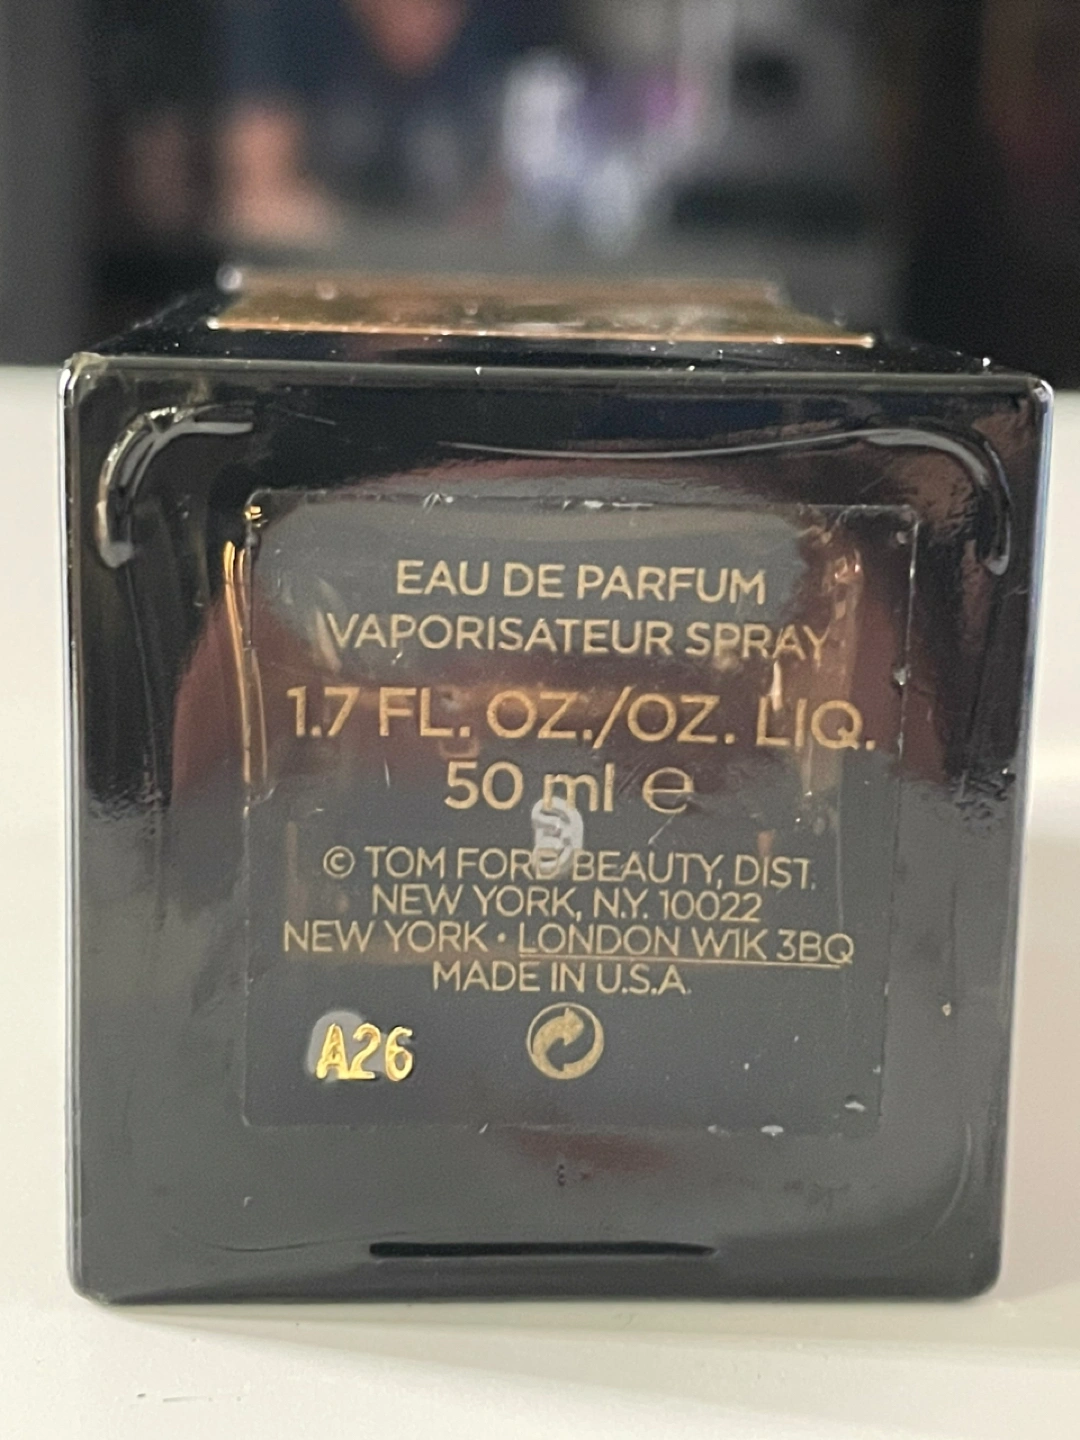 EAU DE PARFUM
VAPORISATEUR SPRAY
1.7 FL. OZ./OZ. LIQ.
50 ml ℮
© TOM FORD BEAUTY, DIST.
NEW YORK, N.Y. 10022
NEW YORK • LONDON W1K 3BQ
MADE IN U.S.A.
A26